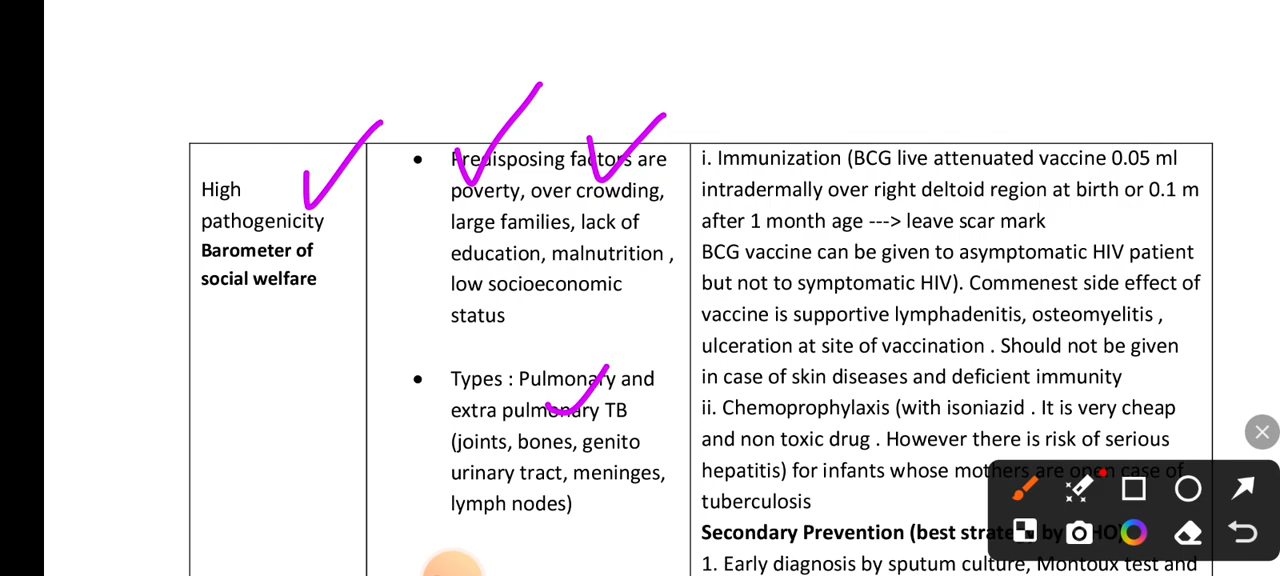 High
pathogenicity
Barometer of
social welfare
• Predisposing factors are
poverty, over crowding,
large families, lack of
education, malnutrition ,
low socioeconomic
status
• Types : Pulmonary and
extra pulmonary TB
(joints, bones, genito
urinary tract, meninges,
lymph nodes)
i. Immunization (BCG live attenuated vaccine 0.05 ml
intradermally over right deltoid region at birth or 0.1 m
after 1 month age ---> leave scar mark
BCG vaccine can be given to asymptomatic HIV patient
but not to symptomatic HIV). Commenest side effect of
vaccine is supportive lymphadenitis, osteomyelitis ,
ulceration at site of vaccination . Should not be given
in case of skin diseases and deficient immunity
ii. Chemoprophylaxis (with isoniazid . It is very cheap
and non toxic drug . However there is risk of serious
hepatitis) for infants whose mothers are open case of
tuberculosis
Secondary Prevention (best strategy by WHO)
1. Early diagnosis by sputum culture, Montoux test and